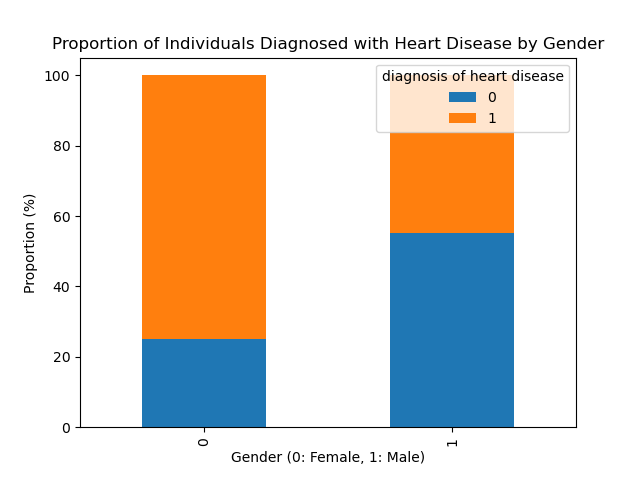 Proportion of Individuals Diagnosed with Heart Disease by Gender
diagnosis of heart disease
0
1
100
80
60
40
20
0
Proportion (%)
0
1
Gender (0: Female, 1: Male)